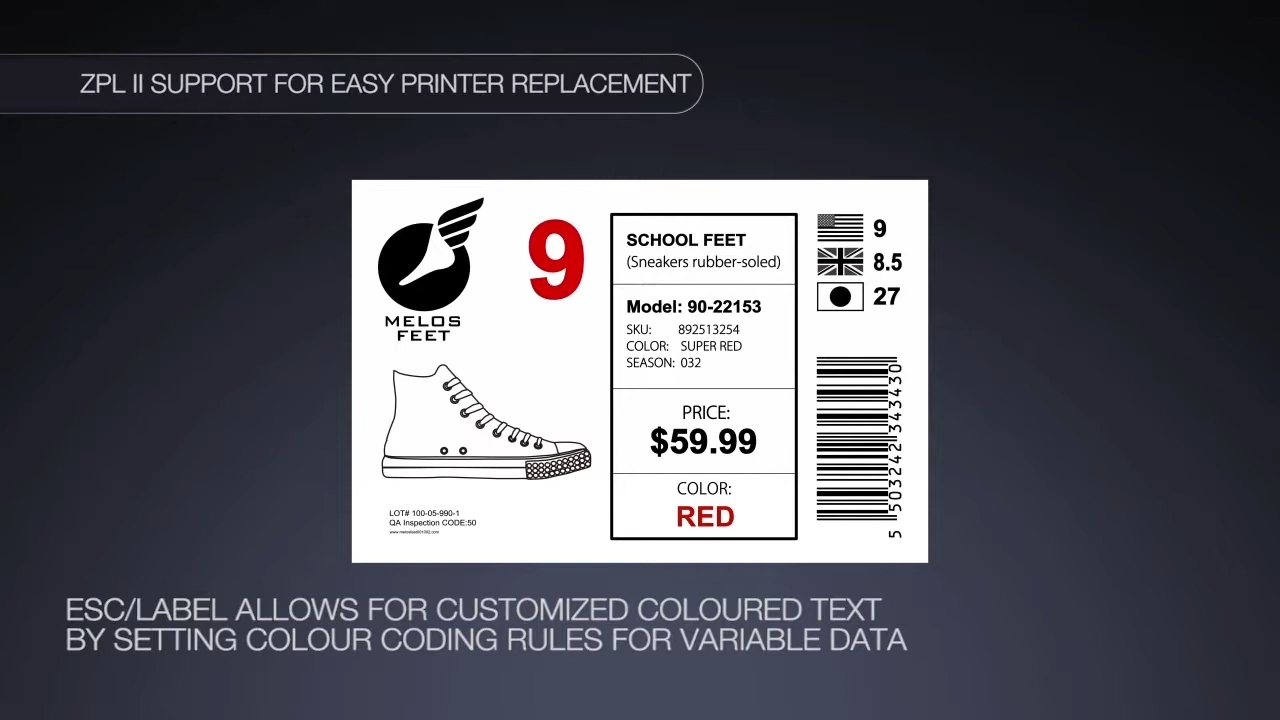 ZPL II SUPPORT FOR EASY PRINTER REPLACEMENT
MELOS
FEET
9
SCHOOL FEET
(Sneakers rubber-soled)
Model: 90-22153
SKU: 892513254
COLOR: SUPER RED
SEASON: 032
PRICE:
$59.99
COLOR:
RED
9
8.5
27
5 503242 343430
LOT# 100-05-990-1
QA Inspection CODE:50
ESC/LABEL ALLOWS FOR CUSTOMIZED COLOURED TEXT
BY SETTING COLOUR CODING RULES FOR VARIABLE DATA